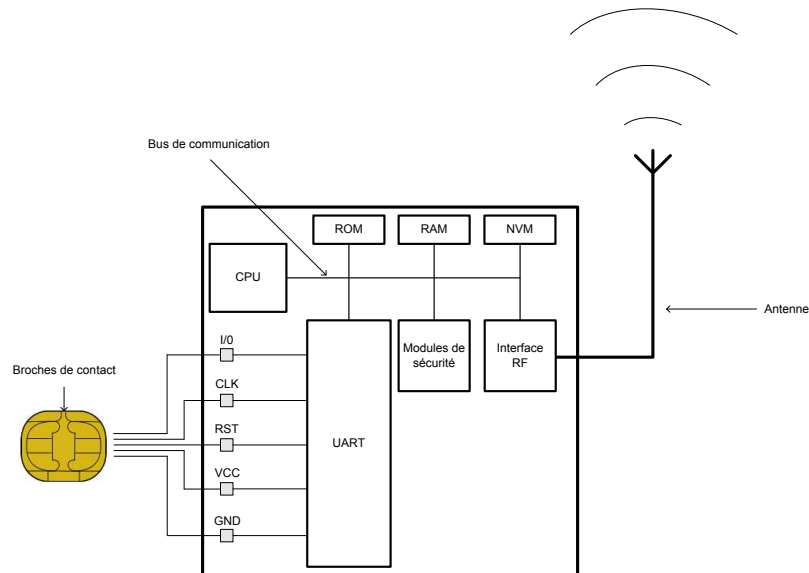 Bus de communication
ROM
RAM
NVM
CPU
I/0
Modules de
sécurité
Interface
RF
Antenne
Broches de contact
CLK
RST
UART
VCC
GND